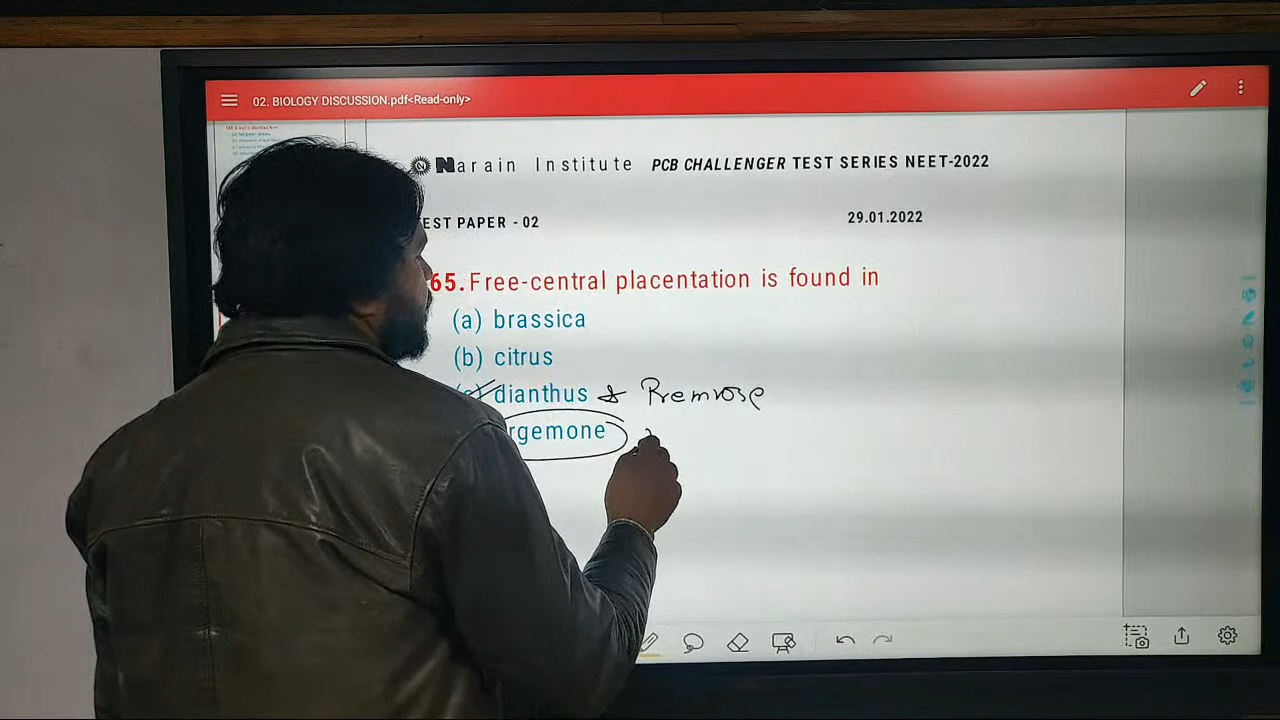 02. BIOLOGY DISCUSSION.pdf<Read-only>
Narain Institute PCB CHALLENGER TEST SERIES NEET-2022
EST PAPER - 02 29.01.2022
65. Free-central placentation is found in
(a) brassica
(b) citrus
(c) dianthus & Premrose
rgemone